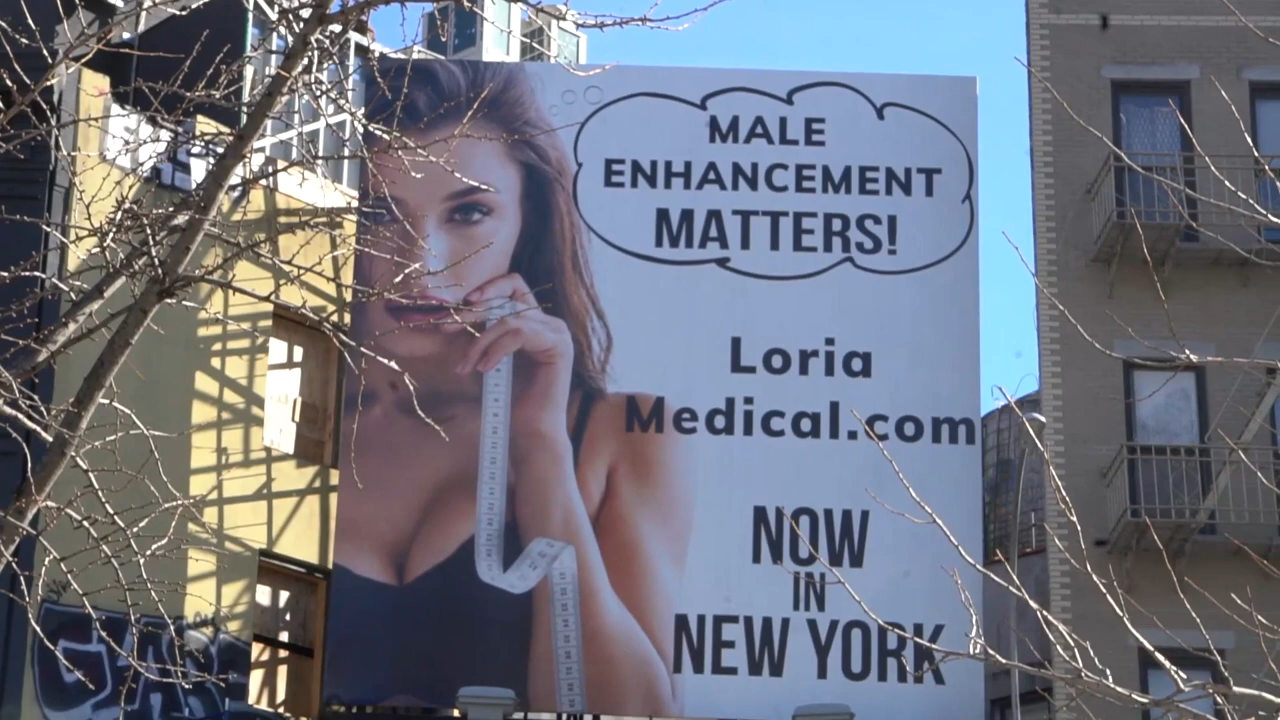 MALE
ENHANCEMENT
MATTERS!
Loria
Medical.com
NOW
IN
NEW YORK